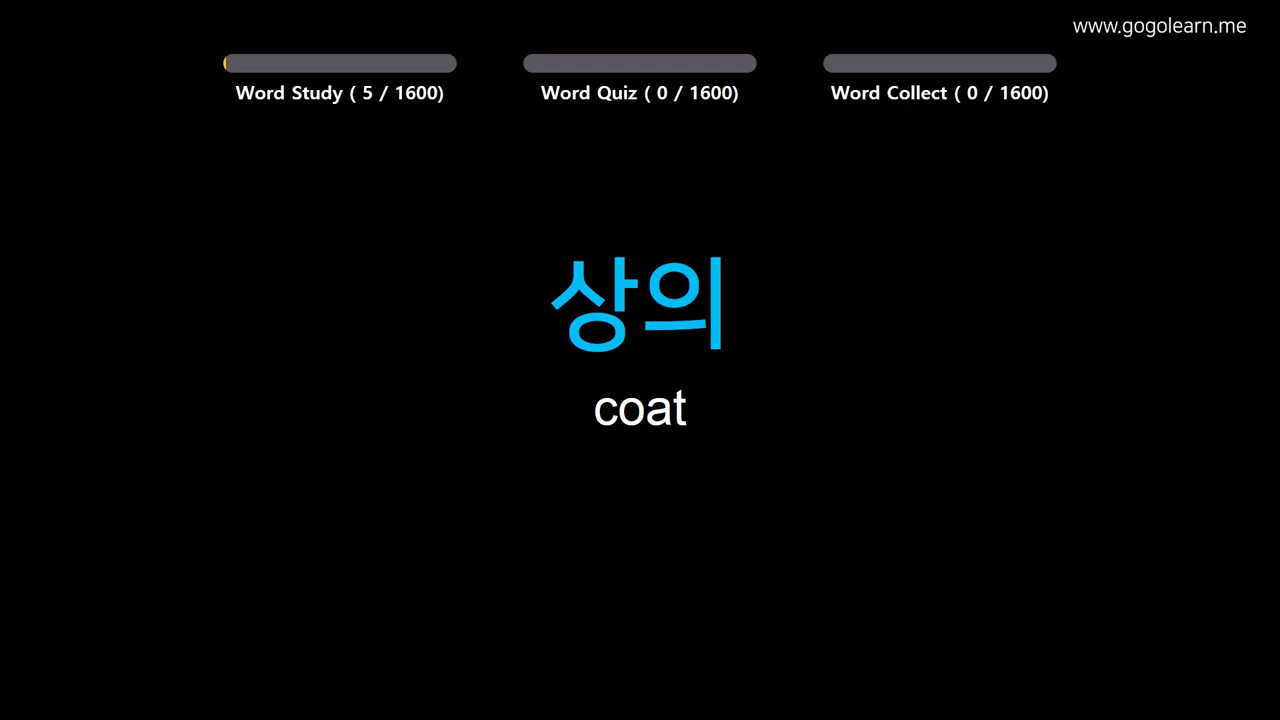 www.gogolearn.me
Word Study ( 5 / 1600)
Word Quiz ( 0 / 1600)
Word Collect ( 0 / 1600)
상의
coat